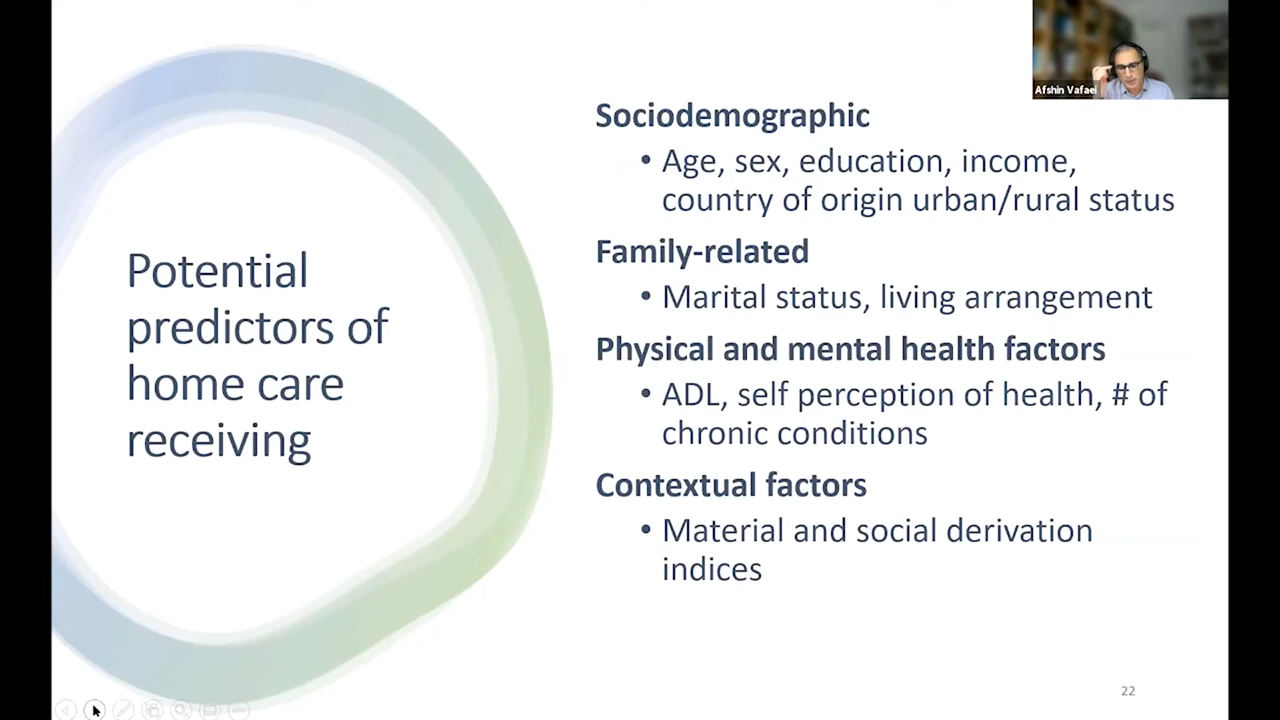 Afshin Vafaei
Sociodemographic
• Age, sex, education, income,
country of origin urban/rural status
Family-related
• Marital status, living arrangement
Physical and mental health factors
• ADL, self perception of health, # of
chronic conditions
Contextual factors
• Material and social derivation
indices
Potential
predictors of
home care
receiving
22